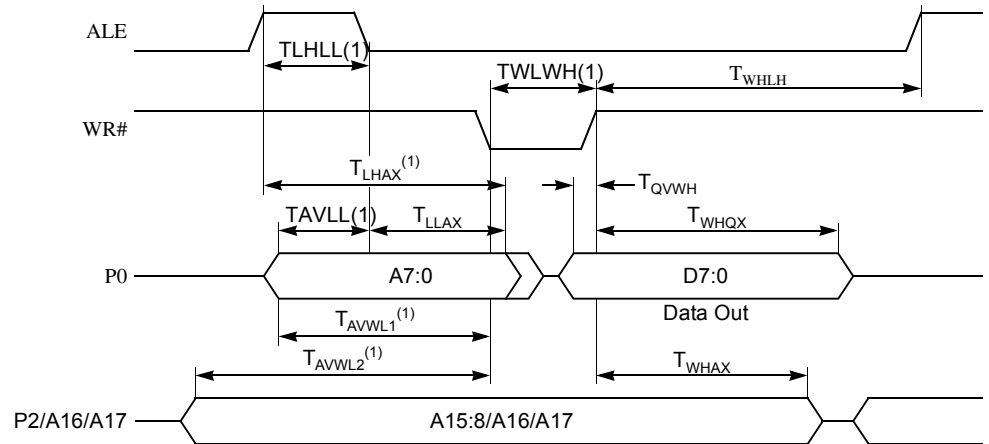 ALE
TLHLL(1)
TWLWH(1)
TWHLH
WR#
TLHAX(1)
TQVWH
TAVLL(1)
TLLAX
TWHQX
P0
A7:0
D7:0
Data Out
TAVWL1(1)
TAVWL2(1)
TWHAX
P2/A16/A17
A15:8/A16/A17